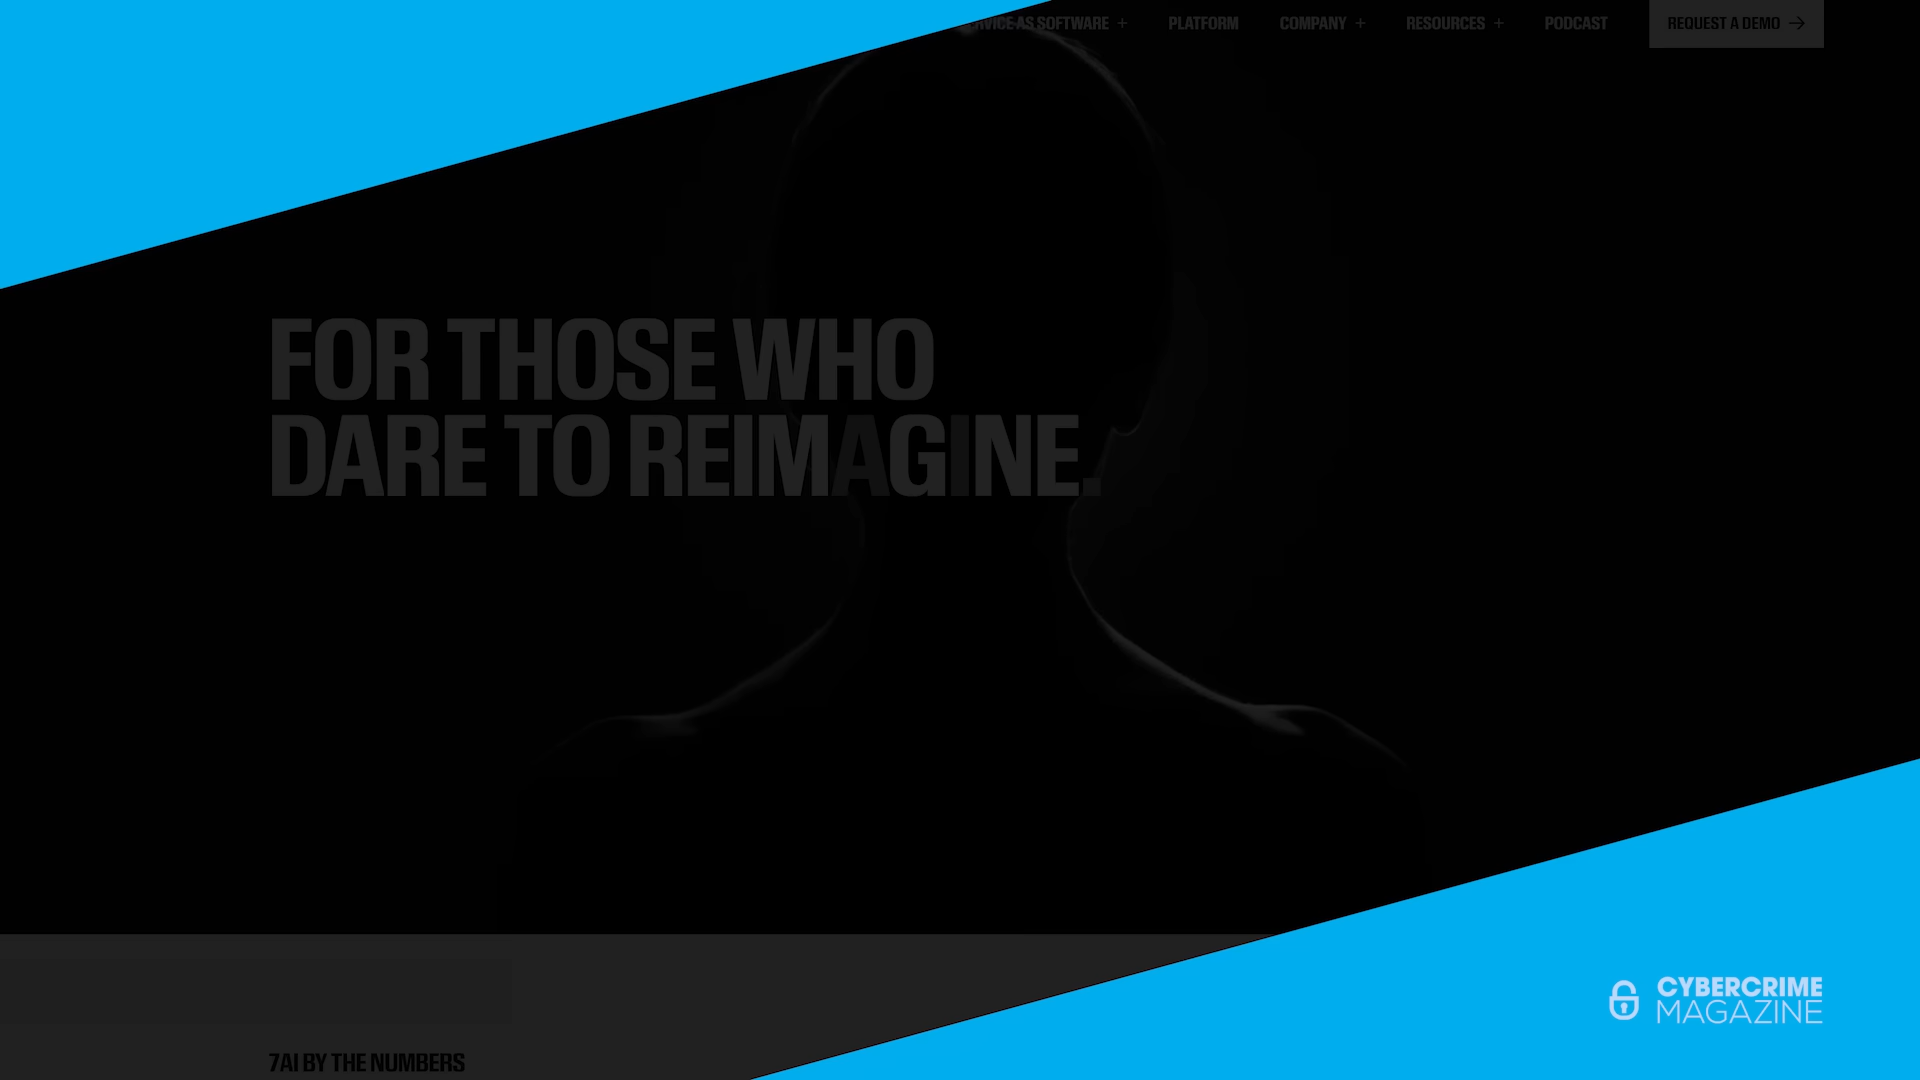 AS SOFTWARE +
PLATFORM
COMPANY +
RESOURCES +
PODCAST
REQUEST A DEMO →
FOR THOSE WHO
DARE TO REIMAGINE.
7AI BY THE NUMBERS
CYBERCRIME
MAGAZINE